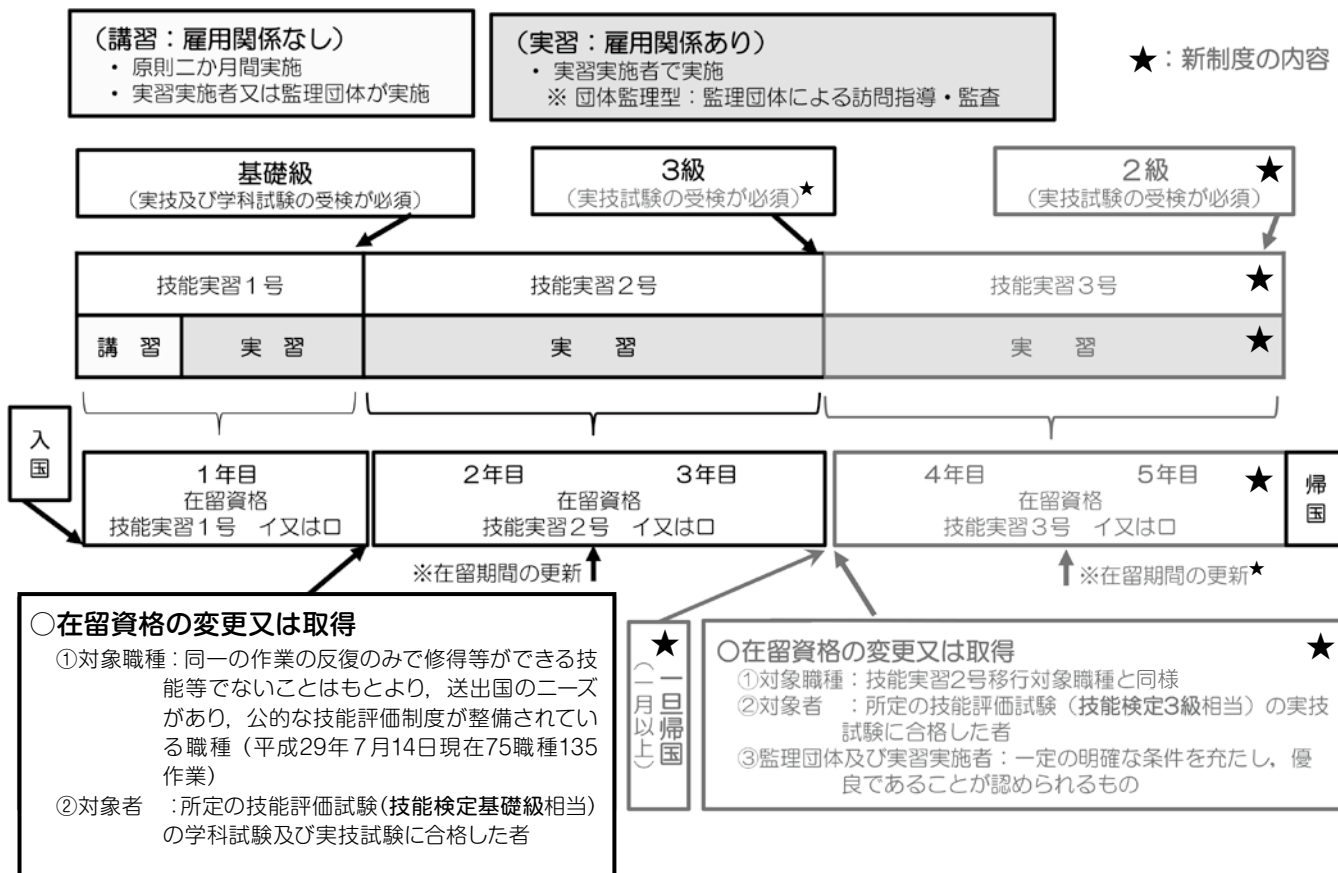 （講習：雇用関係なし）
・ 原則二か月間実施
・ 実習実施者又は監理団体が実施
（実習：雇用関係あり）
・ 実習実施者で実施
※ 団体監理型：監理団体による訪問指導・監査
★：新制度の内容
基礎級
（実技及び学科試験の受検が必須）
3級
（実技試験の受検が必須）★
2級 ★
（実技試験の受検が必須）
技能実習1号
技能実習2号
技能実習3号 ★
講 習
実 習
実 習
実 習 ★
入国
1年目
在留資格
技能実習1号 イ又はロ
2年目 3年目
在留資格
技能実習2号 イ又はロ
4年目 5年目 ★
在留資格
技能実習3号 イ又はロ
帰国
※在留期間の更新
※在留期間の更新★
○在留資格の変更又は取得
①対象職種：同一の作業の反復のみで修得等ができる技
能等でないことはもとより，送出国のニーズ
があり，公的な技能評価制度が整備されてい
る職種（平成29年7月14日現在75職種135
作業）
②対象者 ：所定の技能評価試験(技能検定基礎級相当)
の学科試験及び実技試験に合格した者
★
一旦帰国
（一月以上）
○在留資格の変更又は取得 ★
①対象職種：技能実習2号移行対象職種と同様
②対象者 ：所定の技能評価試験（技能検定3級相当）の実技
試験に合格した者
③監理団体及び実習実施者：一定の明確な条件を充たし，優
良であることが認められるもの